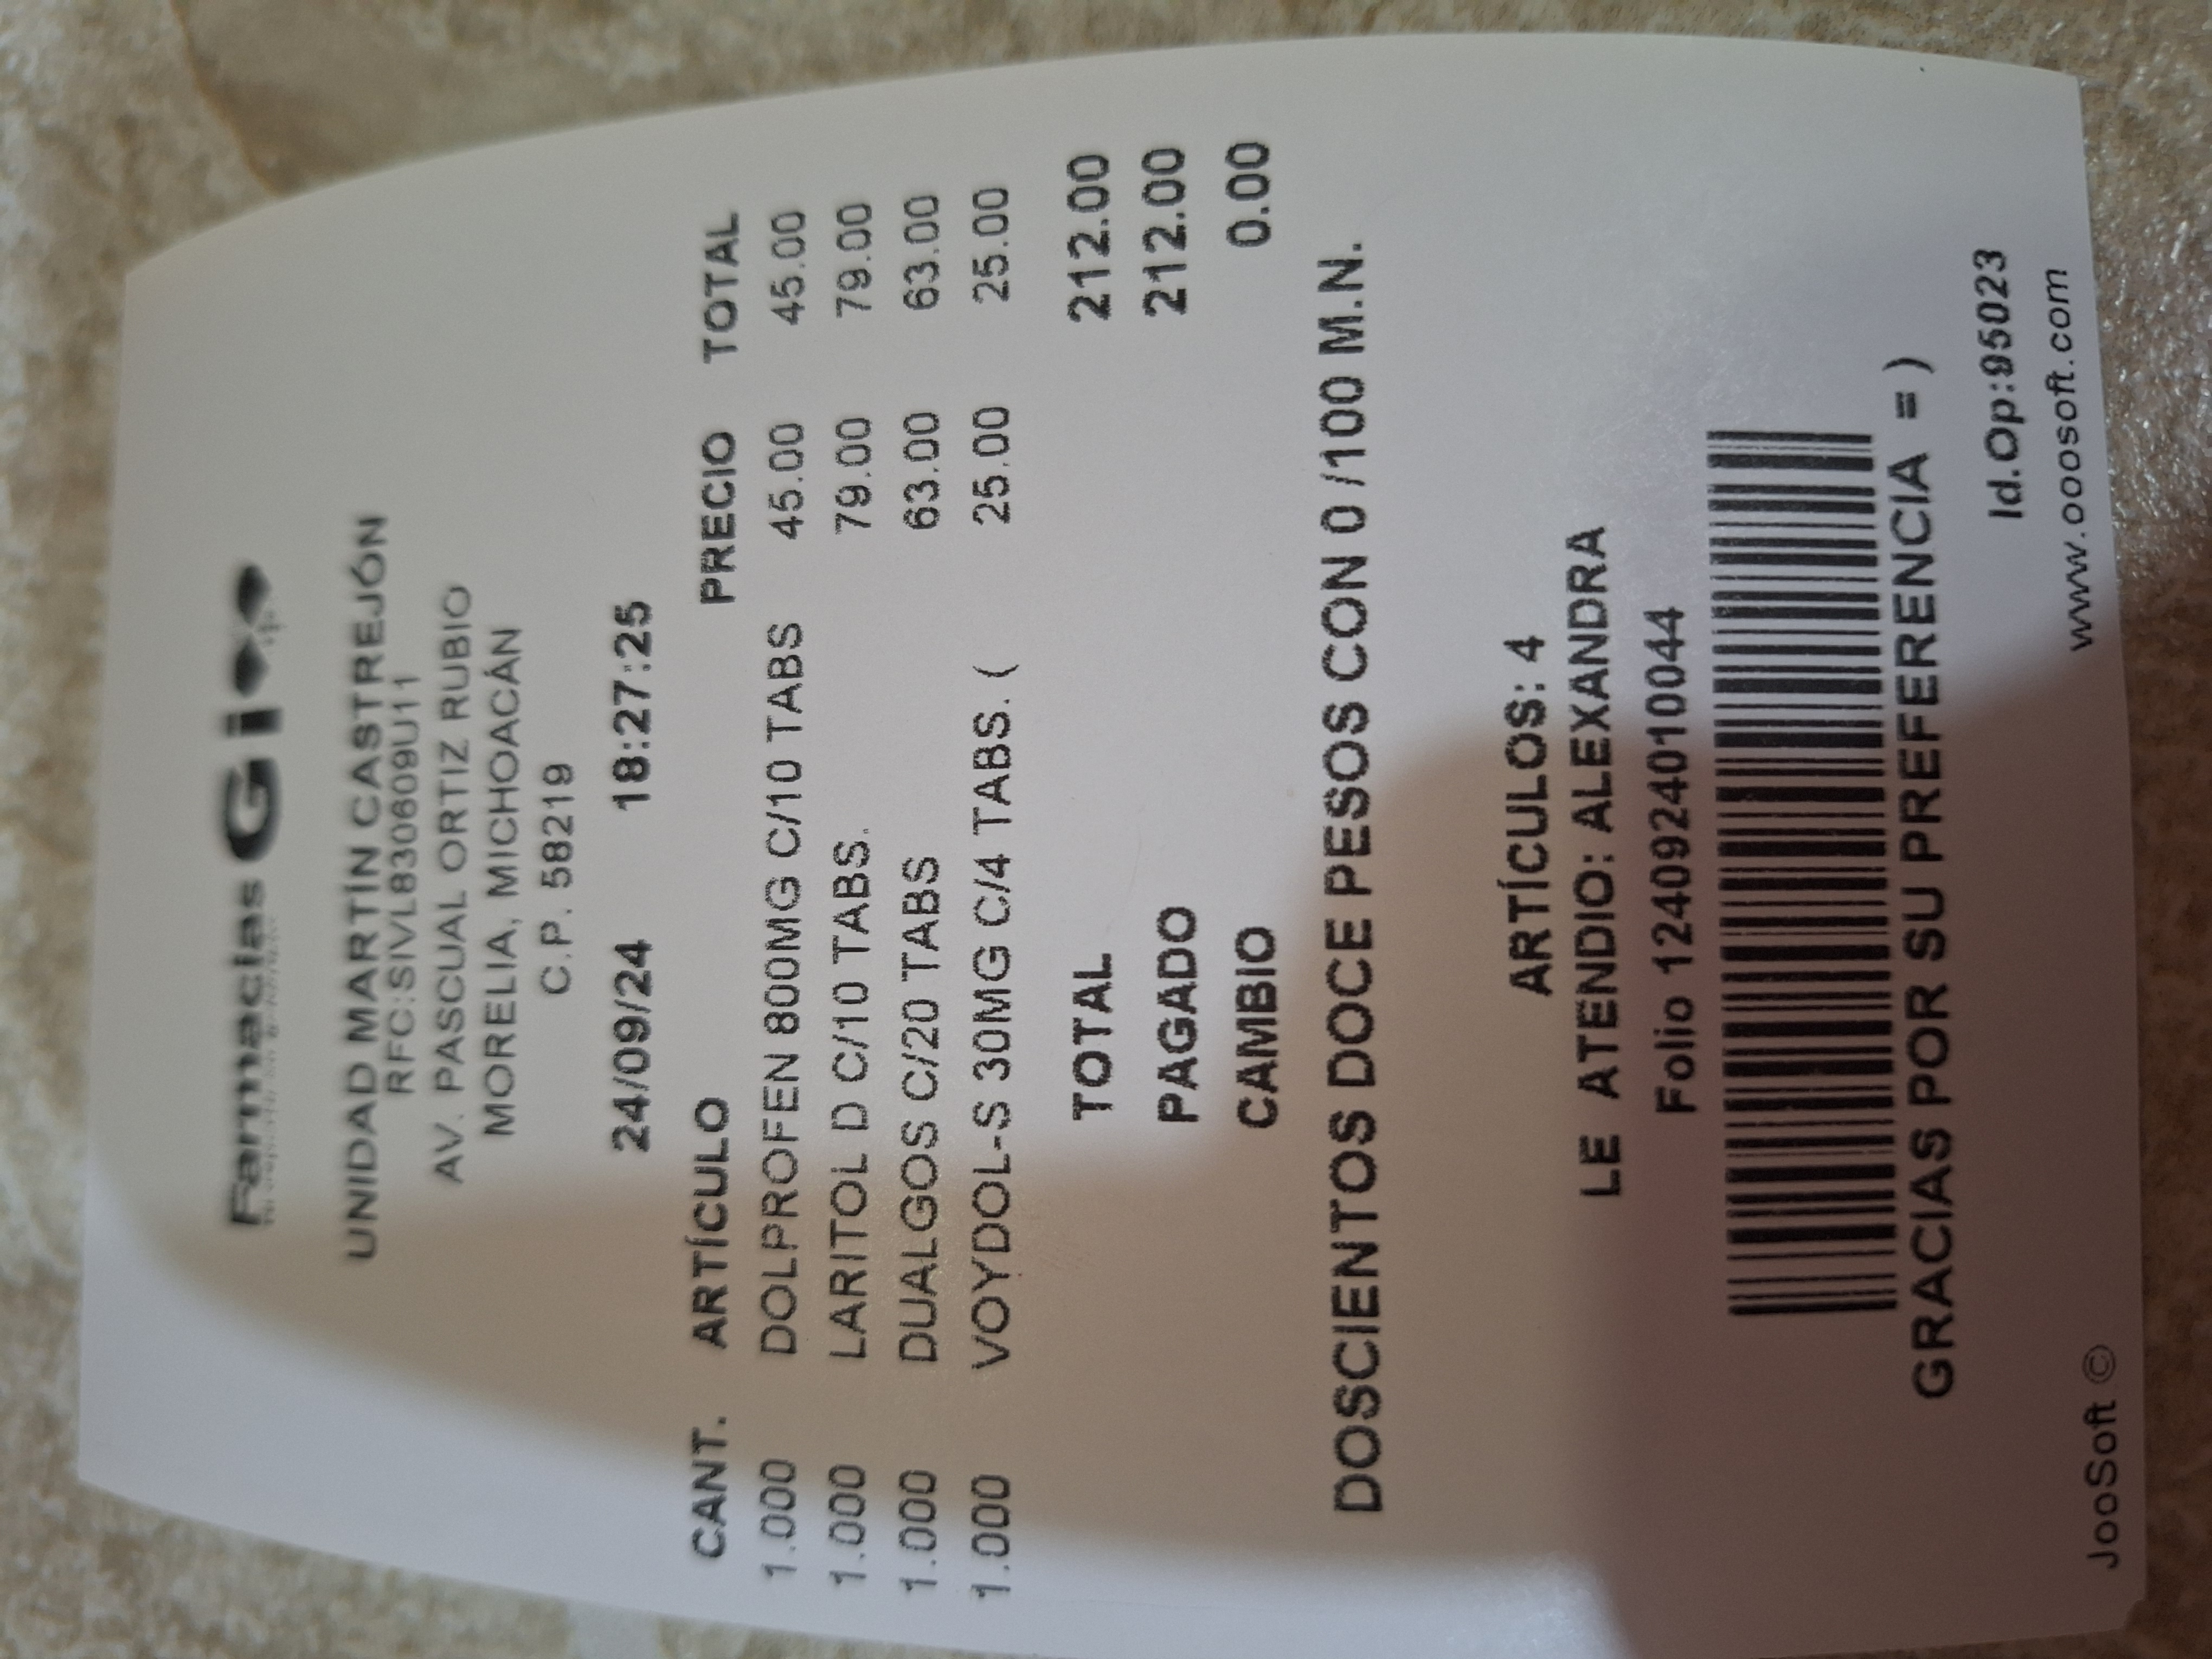 Farmacias Gi
UNIDAD MARTÍN CASTREJÓN
RFC:SIVL830609U11
AV. PASCUAL ORTIZ RUBIO
MORELIA, MICHOACÁN
C.P. 58219
24/09/24 18:27:25
CANT. ARTÍCULO PRECIO TOTAL
1.000 DOLPROFEN 800MG C/10 TABS 45.00 45.00
1.000 LARITOL D C/10 TABS. 79.00 79.00
1.000 DUALGOS C/20 TABS 63.00 63.00
1.000 VOYDOL-S 30MG C/4 TABS. ( 25.00 25.00
TOTAL 212.00
PAGADO 212.00
CAMBIO 0.00
DOSCIENTOS DOCE PESOS CON 0 /100 M.N.
ARTÍCULOS: 4
LE ATENDIO: ALEXANDRA
Folio 1240924010044
GRACIAS POR SU PREFERENCIA = )
Id.Op:95023
JooSoft © www.ooosoft.com